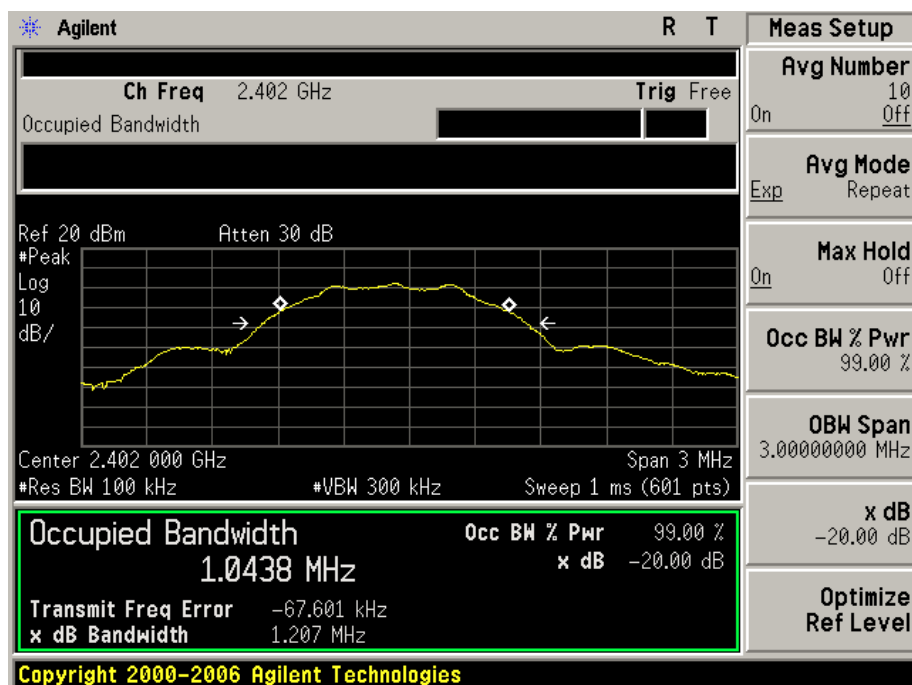 Agilent R T
Ch Freq 2.402 GHz Trig Free
Occupied Bandwidth
Ref 20 dBm Atten 30 dB
#Peak
Log
10
dB/
Center 2.402 000 GHz Span 3 MHz
#Res BW 100 kHz #VBW 300 kHz Sweep 1 ms (601 pts)
Occupied Bandwidth Occ BW % Pwr 99.00 %
1.0438 MHz x dB -20.00 dB
Transmit Freq Error -67.601 kHz
x dB Bandwidth 1.207 MHz
Copyright 2000-2006 Agilent Technologies
Meas Setup
Avg Number
10
On Off
Avg Mode
Exp Repeat
Max Hold
On Off
Occ BW % Pwr
99.00 %
OBW Span
3.00000000 MHz
x dB
-20.00 dB
Optimize
Ref Level